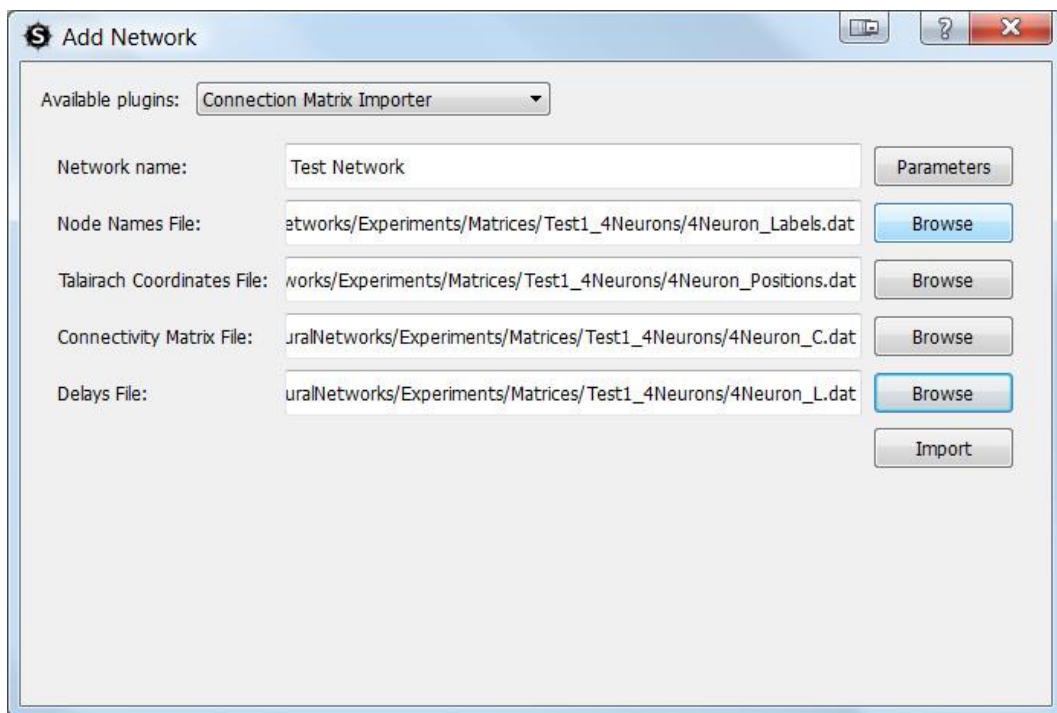 Add Network
Available plugins: Connection Matrix Importer
Network name: Test Network Parameters
Node Names File: etworks/Experiments/Matrices/Test1_4Neurons/4Neuron_Labels.dat Browse
Talairach Coordinates File: works/Experiments/Matrices/Test1_4Neurons/4Neuron_Positions.dat Browse
Connectivity Matrix File: uralNetworks/Experiments/Matrices/Test1_4Neurons/4Neuron_C.dat Browse
Delays File: uralNetworks/Experiments/Matrices/Test1_4Neurons/4Neuron_L.dat Browse
Import